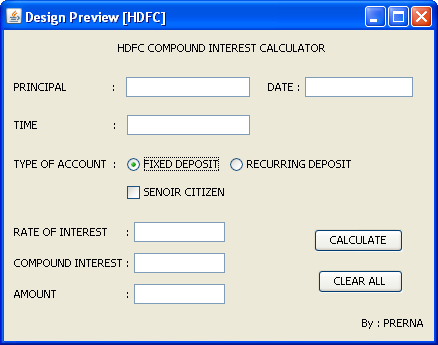 Design Preview [HDFC]
HDFC COMPOUND INTEREST CALCULATOR
PRINCIPAL : DATE :
TIME :
TYPE OF ACCOUNT : FIXED DEPOSIT RECURRING DEPOSIT
SENOIR CITIZEN
RATE OF INTEREST :
CALCULATE
COMPOUND INTEREST :
CLEAR ALL
AMOUNT :
By : PRERNA